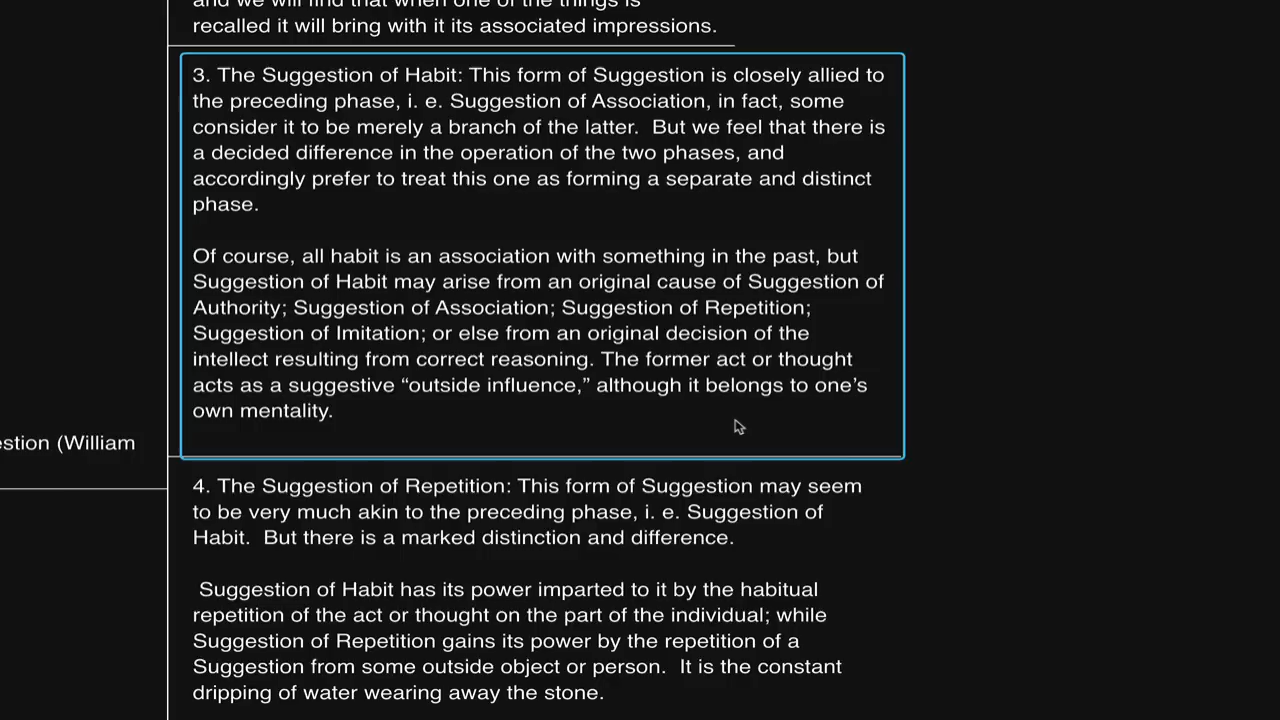 and we will find that when one of the things is
recalled it will bring with it its associated impressions.
3. The Suggestion of Habit: This form of Suggestion is closely allied to
the preceding phase, i. e. Suggestion of Association, in fact, some
consider it to be merely a branch of the latter.  But we feel that there is
a decided difference in the operation of the two phases, and
accordingly prefer to treat this one as forming a separate and distinct
phase.
Of course, all habit is an association with something in the past, but
Suggestion of Habit may arise from an original cause of Suggestion of
Authority; Suggestion of Association; Suggestion of Repetition;
Suggestion of Imitation; or else from an original decision of the
intellect resulting from correct reasoning. The former act or thought
acts as a suggestive “outside influence,” although it belongs to one’s
own mentality.
estion (William
4. The Suggestion of Repetition: This form of Suggestion may seem
to be very much akin to the preceding phase, i. e. Suggestion of
Habit.  But there is a marked distinction and difference.
Suggestion of Habit has its power imparted to it by the habitual
repetition of the act or thought on the part of the individual; while
Suggestion of Repetition gains its power by the repetition of a
Suggestion from some outside object or person.  It is the constant
dripping of water wearing away the stone.